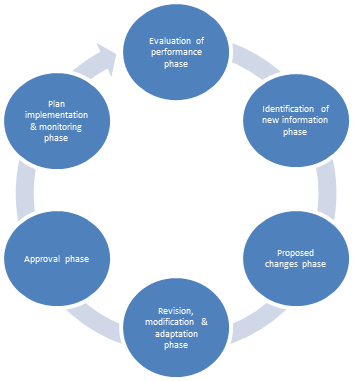 Evaluation of
performance
phase
Identification of
new information
phase
Proposed
changes phase
Revision,
modification &
adaptation
phase
Approval phase
Plan
implementation
& monitoring
phase